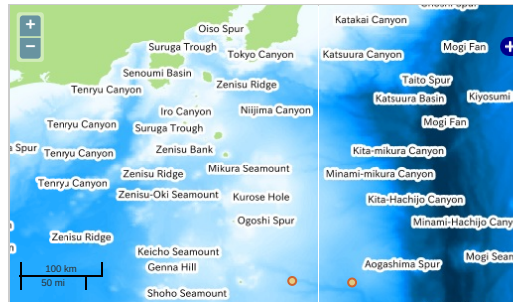 Choshi Spur
+
Katakai Canyon
Oiso Spur
−
Suruga Trough
Mogi Fan
+
Tokyo Canyon
Katsuura Canyon
Senoumi Basin
Taito Spur
Zenisu Ridge
Tenryu Canyon
Katsuura Basin
Kiyosumi
Iro Canyon
Niijima Canyon
Mogi Fan
Tenryu Canyon
Suruga Trough
a Spur
Zenisu Bank
Kita-mikura Canyon
Tenryu Canyon
Mikura Seamount
Zenisu Ridge
Minami-mikura Canyon
Tenryu Canyon
Zenisu-Oki Seamount
Kurose Hole
Kita-Hachijo Canyon
Ogoshi Spur
Minami-Hachijo Cany
Zenisu Ridge
Keicho Seamount
Mogi Seam
Aogashima Spur
Genna Hill
100 km
50 mi
Shoho Seamount